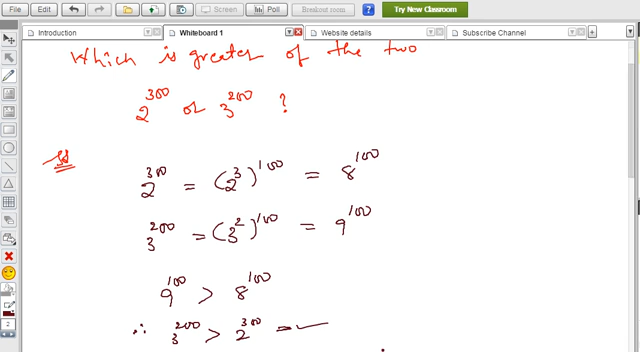 File Edit Screen Poll Breakout room ? Try New Classroom
Introduction Whiteboard 1 Website details Subscribe Channel
Which is greater of the two
2^300 or 3^200 ?
2^300 = (2^3)^100 = 8^100
3^200 = (3^2)^100 = 9^100
9^100 > 8^100
∴ 3^200 > 2^300
2